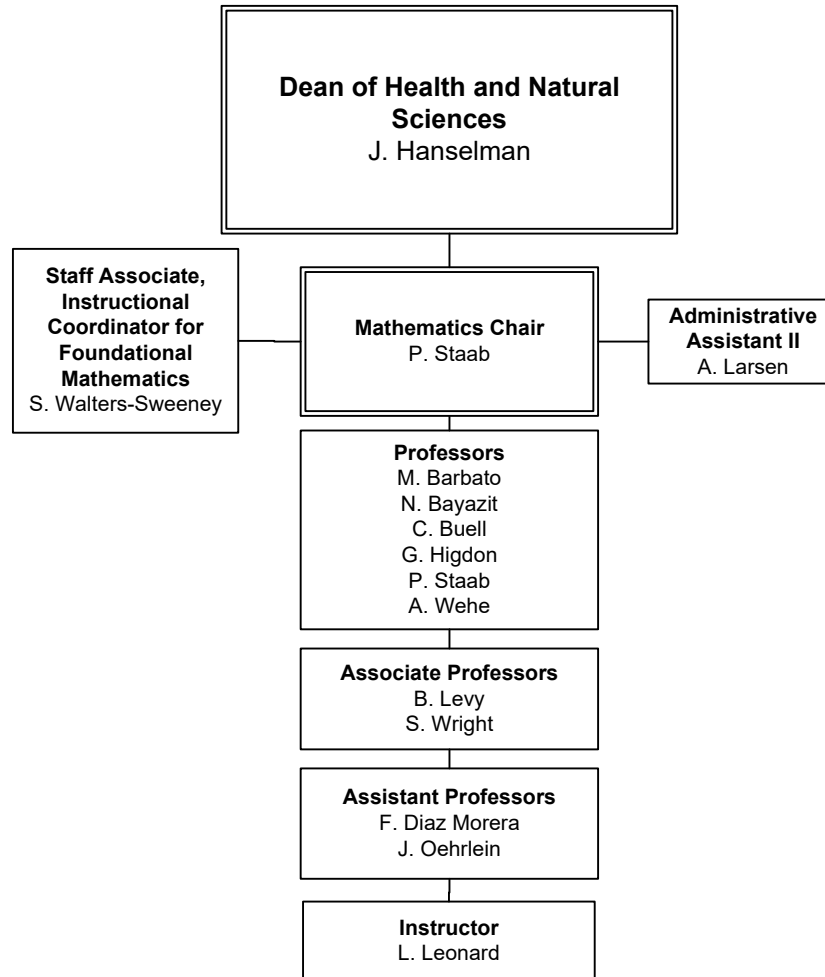 Dean of Health and Natural
Sciences
J. Hanselman
Staff Associate,
Instructional
Coordinator for
Foundational
Mathematics
S. Walters-Sweeney
Mathematics Chair
P. Staab
Administrative
Assistant II
A. Larsen
Professors
M. Barbato
N. Bayazit
C. Buell
G. Higdon
P. Staab
A. Wehe
Associate Professors
B. Levy
S. Wright
Assistant Professors
F. Diaz Morera
J. Oehrlein
Instructor
L. Leonard